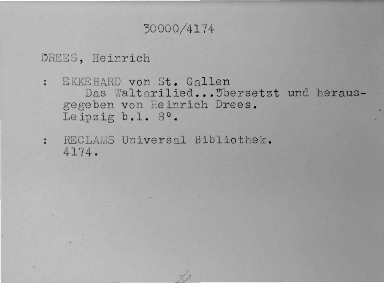 30000/4174
DREES, Heinrich
: EKKEHARD von St. Gallen
Das Waltarilied...Übersetzt und heraus-
gegeben von Heinrich Drees.
Leipzig b.l. 8°.
: RECLAMS Universal Bibliothek.
4174.